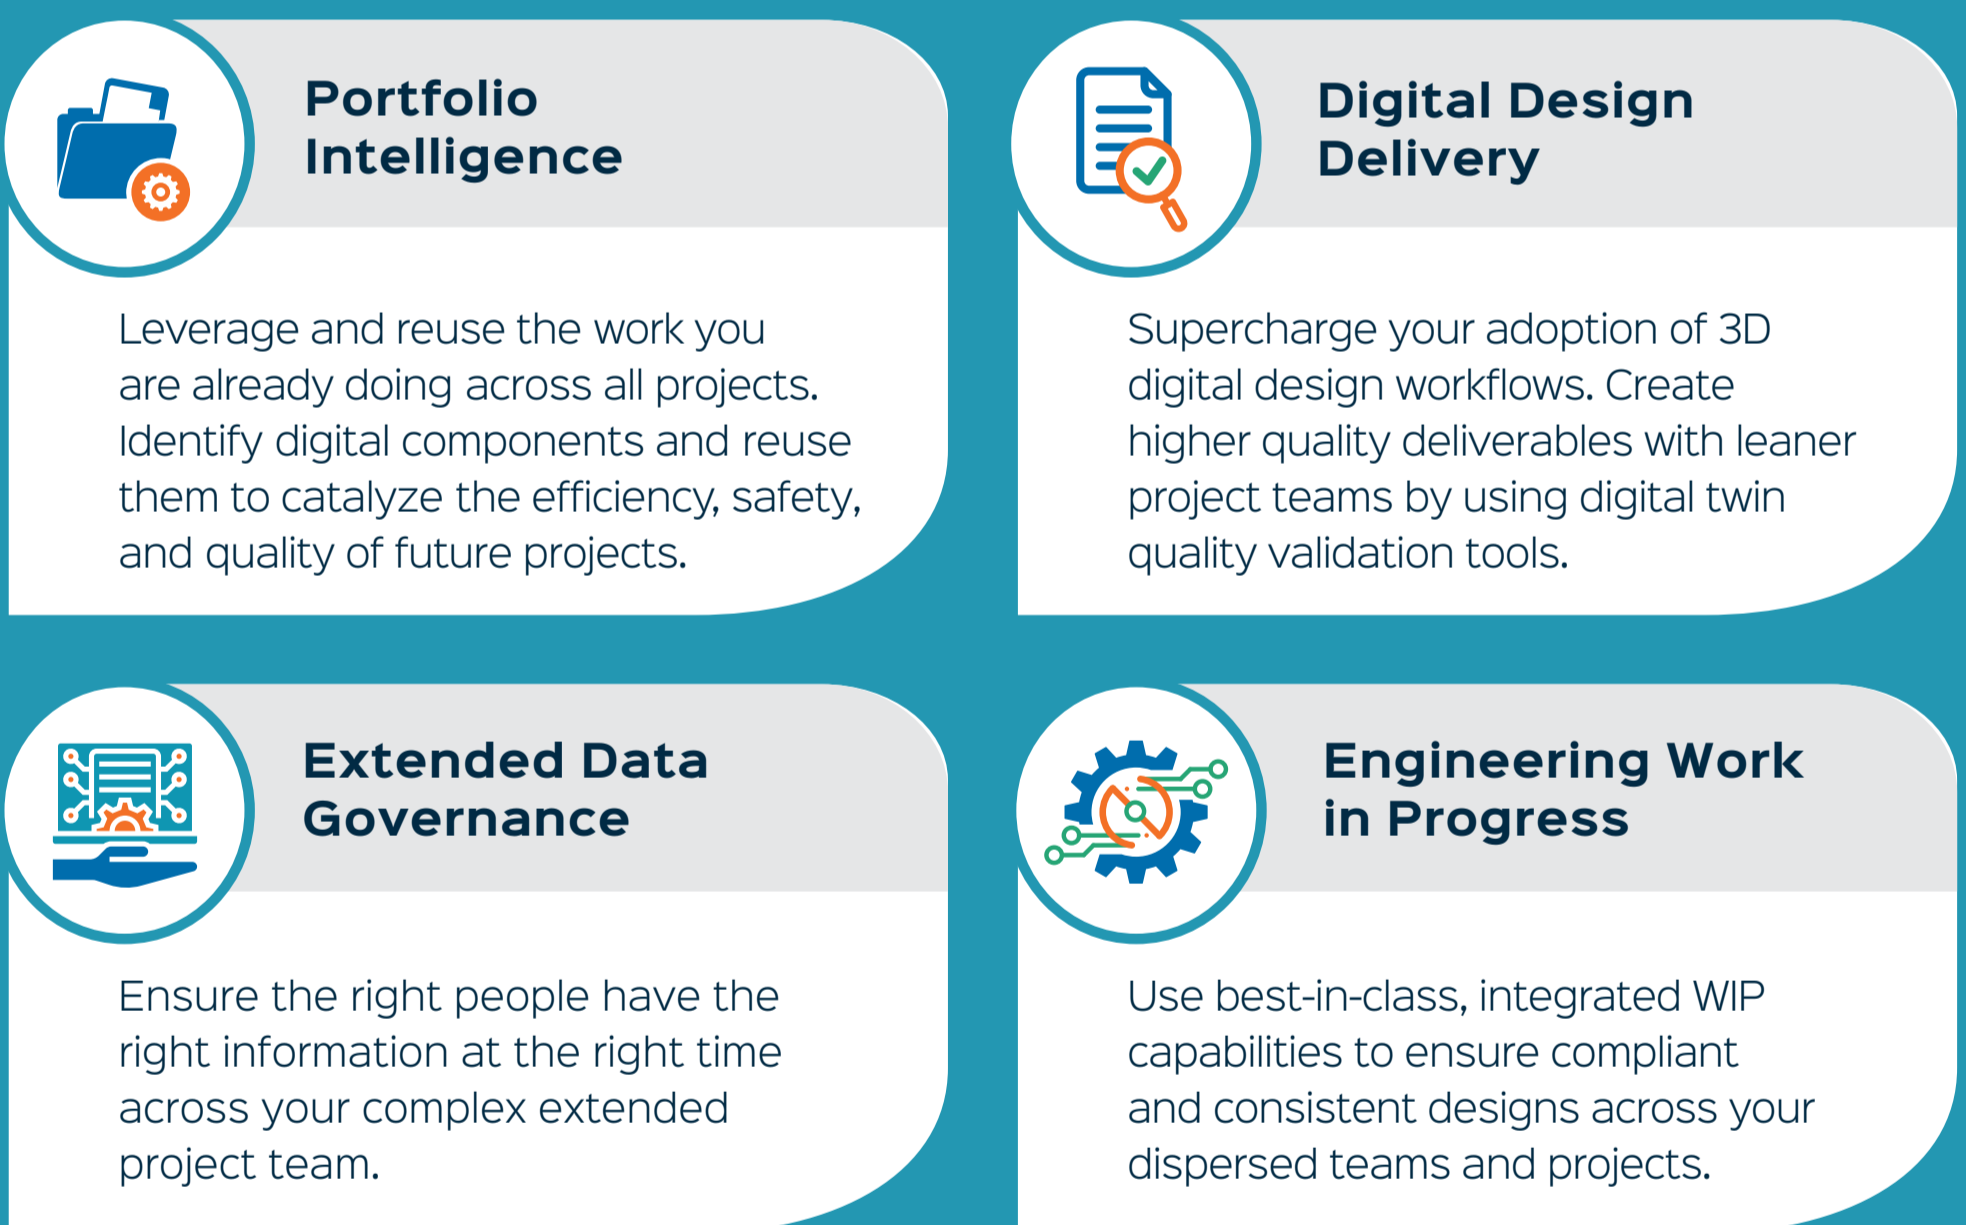 Portfolio
Intelligence
Leverage and reuse the work you
are already doing across all projects.
Identify digital components and reuse
them to catalyze the efficiency, safety,
and quality of future projects.
Digital Design
Delivery
Supercharge your adoption of 3D
digital design workflows. Create
higher quality deliverables with leaner
project teams by using digital twin
quality validation tools.
Extended Data
Governance
Ensure the right people have the
right information at the right time
across your complex extended
project team.
Engineering Work
in Progress
Use best-in-class, integrated WIP
capabilities to ensure compliant
and consistent designs across your
dispersed teams and projects.